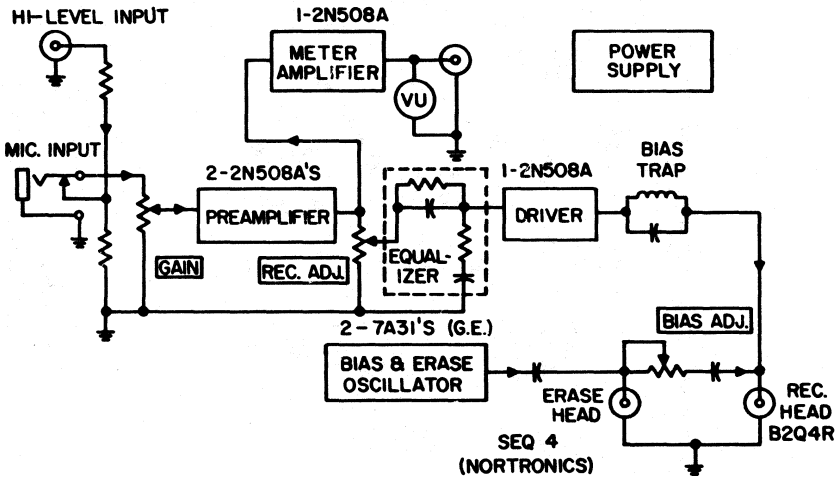 HI-LEVEL INPUT
1-2N508A
METER
AMPLIFIER
VU
POWER
SUPPLY
MIC. INPUT
2-2N508A'S
PREAMPLIFIER
GAIN
REC. ADJ.
EQUAL-
IZER
1-2N508A
DRIVER
BIAS
TRAP
2-7A31'S (G.E.)
BIAS & ERASE
OSCILLATOR
BIAS ADJ.
ERASE
HEAD
REC.
HEAD
B2Q4R
SEQ 4
(NORTRONICS)